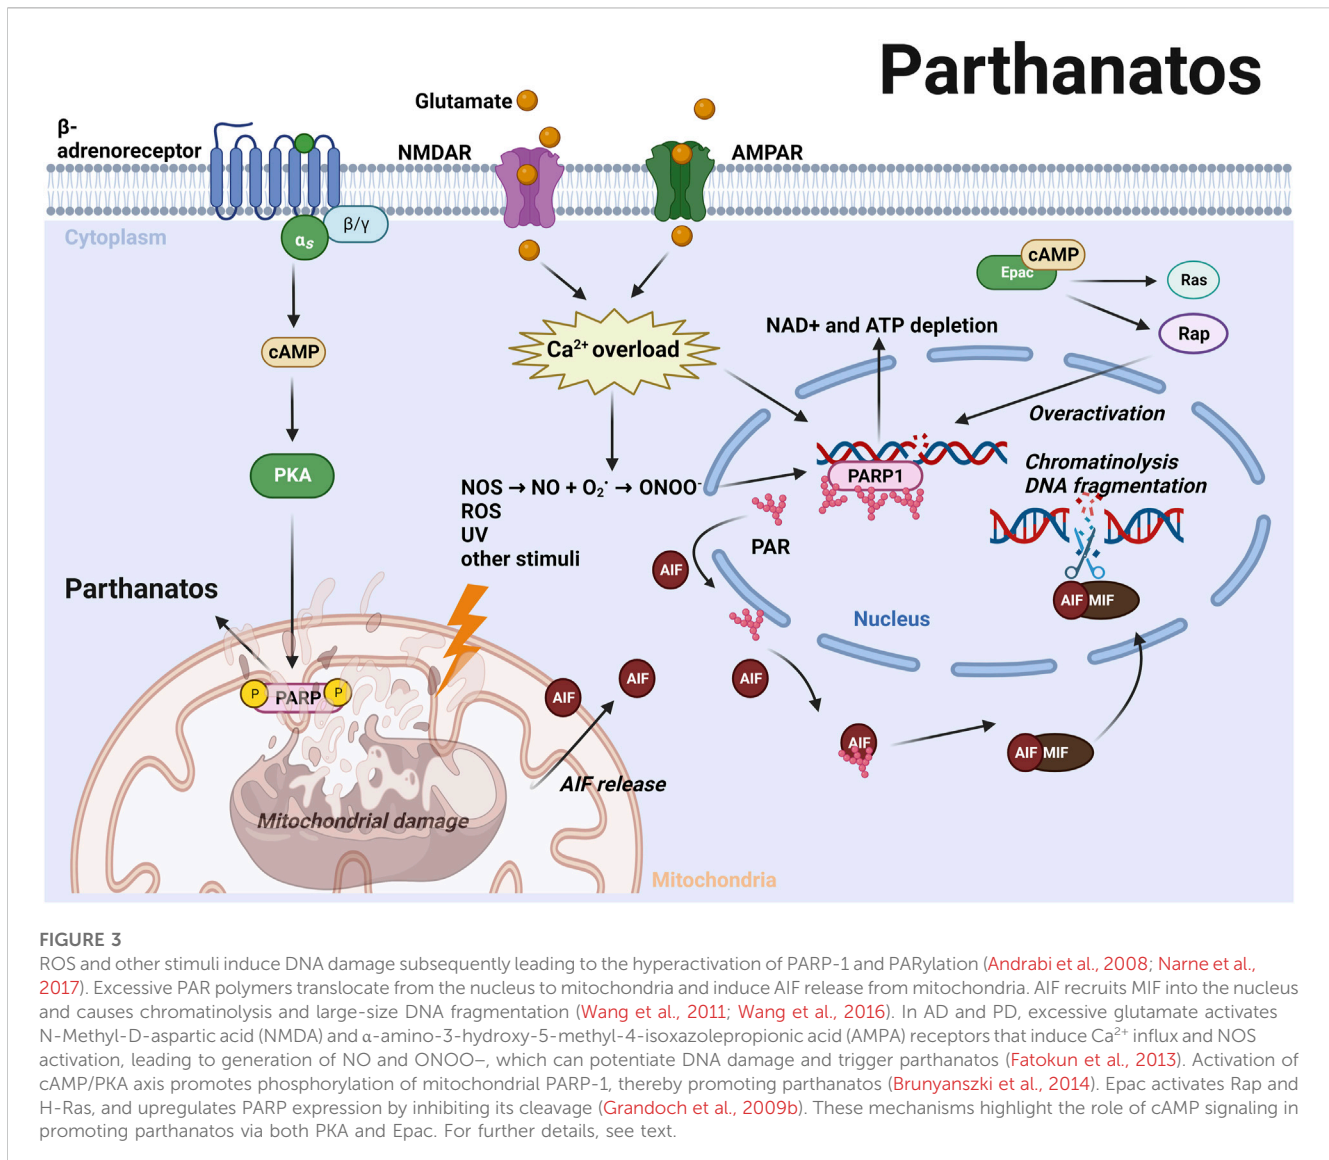 Parthanatos
Glutamate
β-
adrenoreceptor
NMDAR
AMPAR
β/γ
αs
Cytoplasm
cAMP
Epac
Ras
cAMP
NAD+ and ATP depletion
Rap
Ca²⁺ overload
Overactivation
PKA
Chromatinolysis
DNA fragmentation
PARP1
NOS → NO + O₂˙ → ONOO⁻
ROS
UV
other stimuli
PAR
AIF
Parthanatos
AIF MIF
Nucleus
P PARP P
AIF
AIF
AIF
AIF
AIF MIF
AIF release
Mitochondrial damage
Mitochondria
FIGURE 3
ROS and other stimuli induce DNA damage subsequently leading to the hyperactivation of PARP-1 and PARylation (Andrabi et al., 2008; Narne et al.,
2017). Excessive PAR polymers translocate from the nucleus to mitochondria and induce AIF release from mitochondria. AIF recruits MIF into the nucleus
and causes chromatinolysis and large-size DNA fragmentation (Wang et al., 2011; Wang et al., 2016). In AD and PD, excessive glutamate activates
N-Methyl-D-aspartic acid (NMDA) and α-amino-3-hydroxy-5-methyl-4-isoxazolepropionic acid (AMPA) receptors that induce Ca²⁺ influx and NOS
activation, leading to generation of NO and ONOO–, which can potentiate DNA damage and trigger parthanatos (Fatokun et al., 2013). Activation of
cAMP/PKA axis promotes phosphorylation of mitochondrial PARP-1, thereby promoting parthanatos (Brunyanszki et al., 2014). Epac activates Rap and
H-Ras, and upregulates PARP expression by inhibiting its cleavage (Grandoch et al., 2009b). These mechanisms highlight the role of cAMP signaling in
promoting parthanatos via both PKA and Epac. For further details, see text.